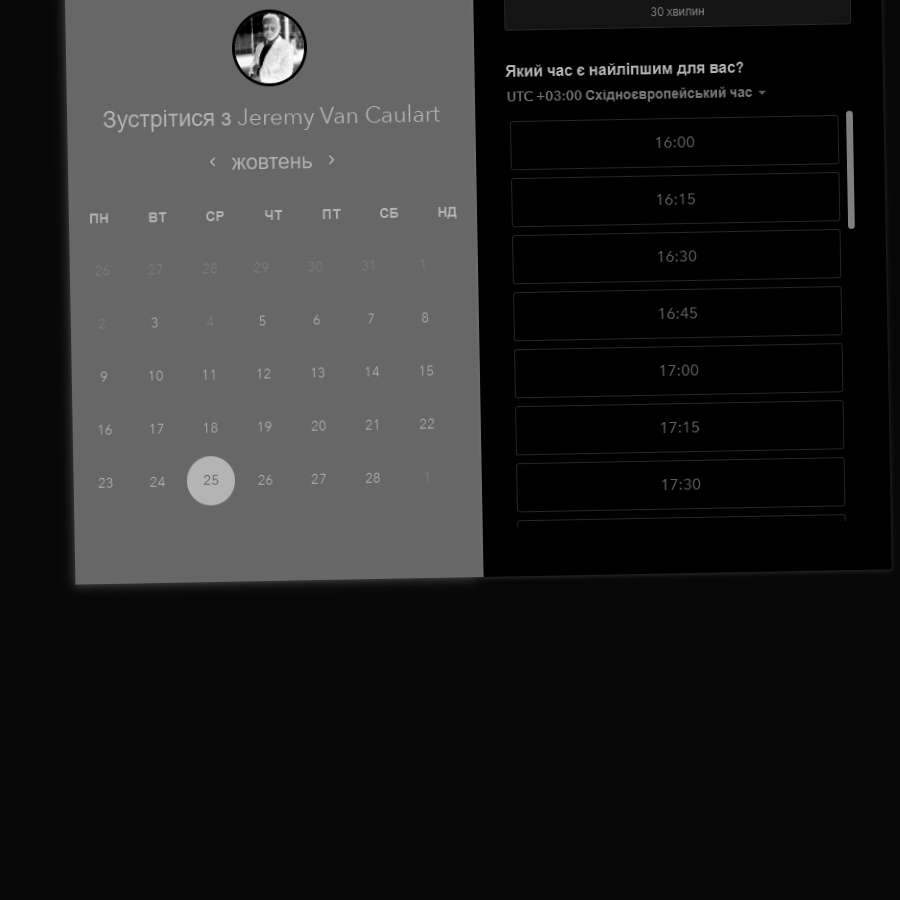 Зустрітися з Jeremy Van Caulart
жовтень
ПН ВТ СР ЧТ ПТ СБ НД
26 27 28 29 30 31 1
2 3 4 5 6 7 8
9 10 11 12 13 14 15
16 17 18 19 20 21 22
23 24 25 26 27 28 1
30 хвилин
Який час є найліпшим для вас?
UTC +03:00 Східноєвропейський час
16:00
16:15
16:30
16:45
17:00
17:15
17:30